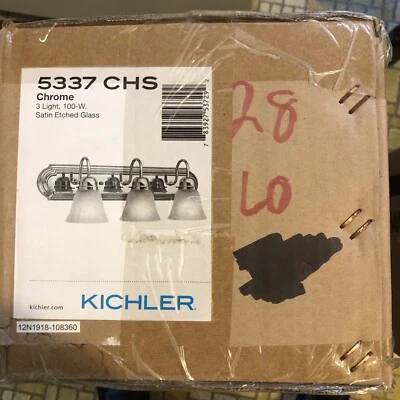 5337 CHS
Chrome
3 Light, 100-W.
Satin Etched Glass
28
LO
kichler.com
KICHLER®
12N1918-108360